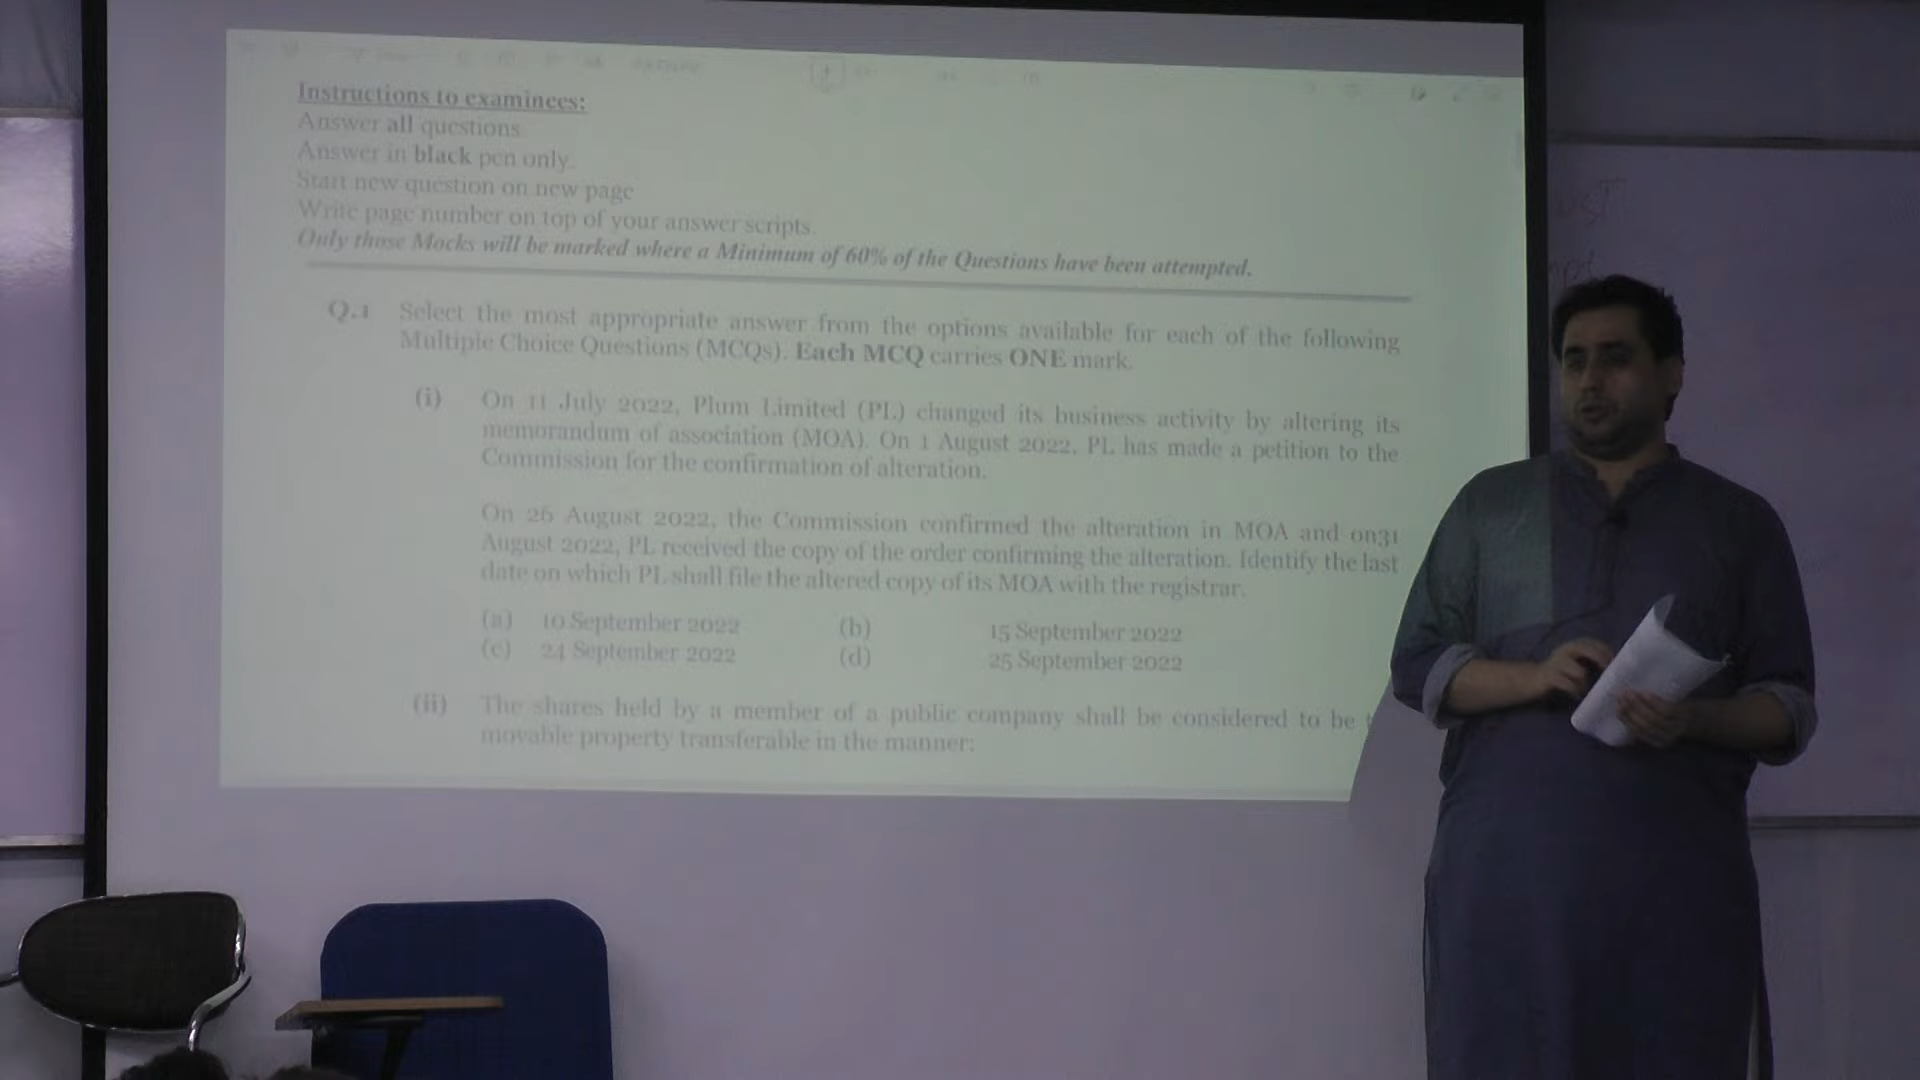 Instructions to examinees:
Answer all questions
Answer in black pen only.
Start new question on new page
Write page number on top of your answer scripts.
Only those Mocks will be marked where a Minimum of 60% of the Questions have been attempted.
Q.1 Select the most appropriate answer from the options available for each of the following
Multiple Choice Questions (MCQs). Each MCQ carries ONE mark.
(i) On 11 July 2022, Plum Limited (PL) changed its business activity by altering its
memorandum of association (MOA). On 1 August 2022, PL has made a petition to the
Commission for the confirmation of alteration.
On 26 August 2022, the Commission confirmed the alteration in MOA and on31
August 2022, PL received the copy of the order confirming the alteration. Identify the last
date on which PL shall file the altered copy of its MOA with the registrar.
(a) 10 September 2022 (b) 15 September 2022
(c) 24 September 2022 (d) 25 September 2022
(ii) The shares held by a member of a public company shall be considered to be
movable property transferable in the manner: